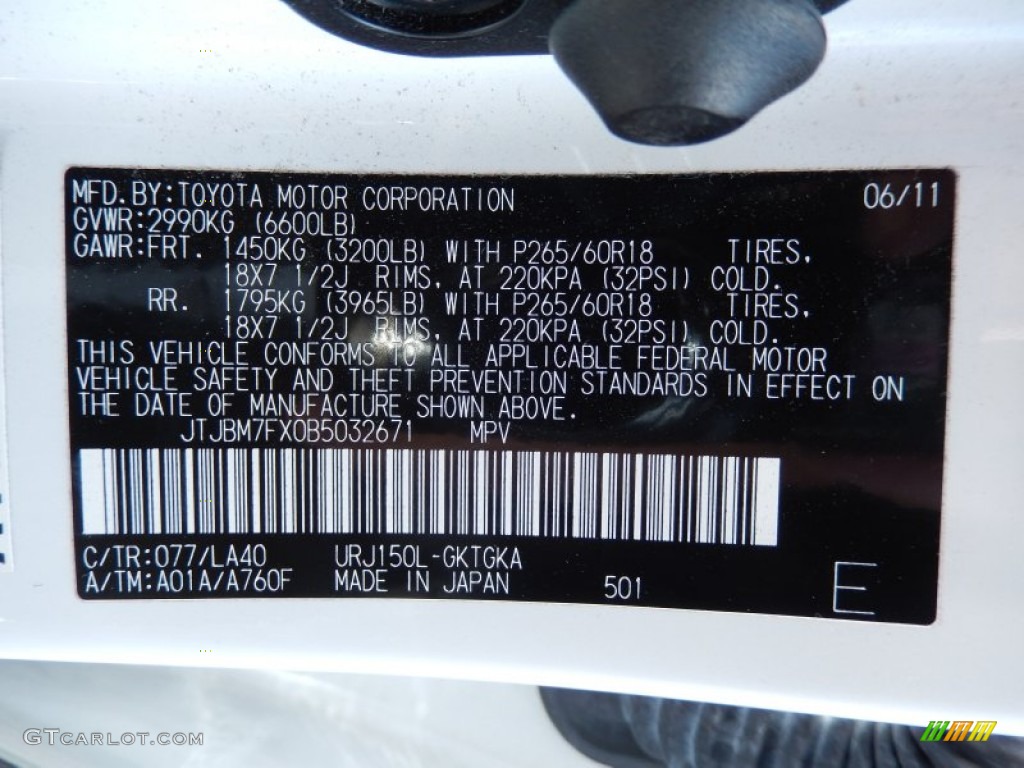 MFD.BY:TOYOTA MOTOR CORPORATION 06/11
GVWR:2990KG (6600LB)
GAWR:FRT. 1450KG (3200LB) WITH P265/60R18 TIRES,
18X7 1/2J RIMS, AT 220KPA (32PSI) COLD.
RR. 1795KG (3965LB) WITH P265/60R18 TIRES,
18X7 1/2J RIMS, AT 220KPA (32PSI) COLD.
THIS VEHICLE CONFORMS TO ALL APPLICABLE FEDERAL MOTOR
VEHICLE SAFETY AND THEFT PREVENTION STANDARDS IN EFFECT ON
THE DATE OF MANUFACTURE SHOWN ABOVE.
JTJBM7FX0B5032671 MPV
C/TR:077/LA40 URJ150L-GKTGKA
A/TM:A01A/A760F MADE IN JAPAN 501 E
GTCARLOT.COM